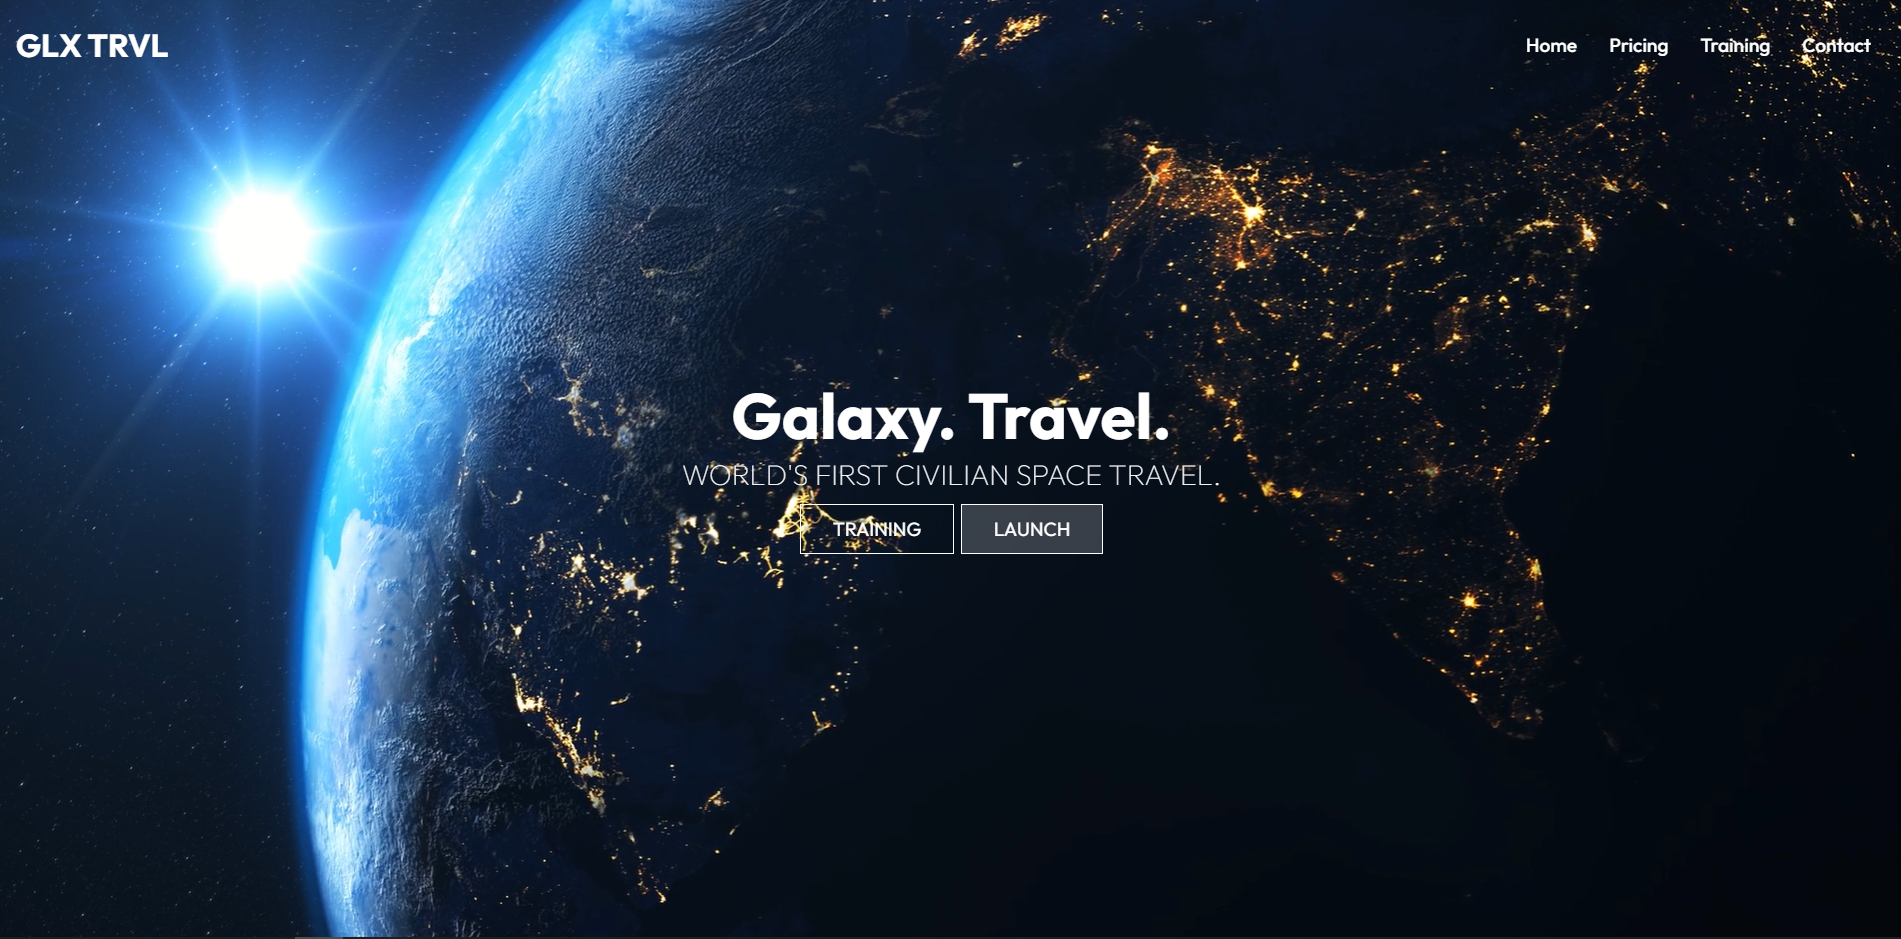 GLX TRVL
Home Pricing Training Contact
Galaxy. Travel.
WORLD'S FIRST CIVILIAN SPACE TRAVEL.
TRAINING LAUNCH